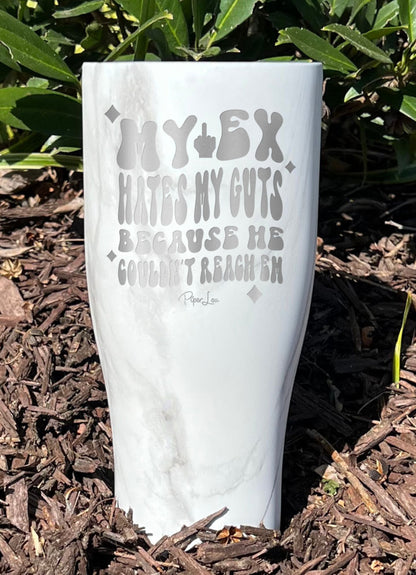 MY EX
HATES MY GUTS
BECAUSE HE
COULDN'T REACH EM
Piper Lou